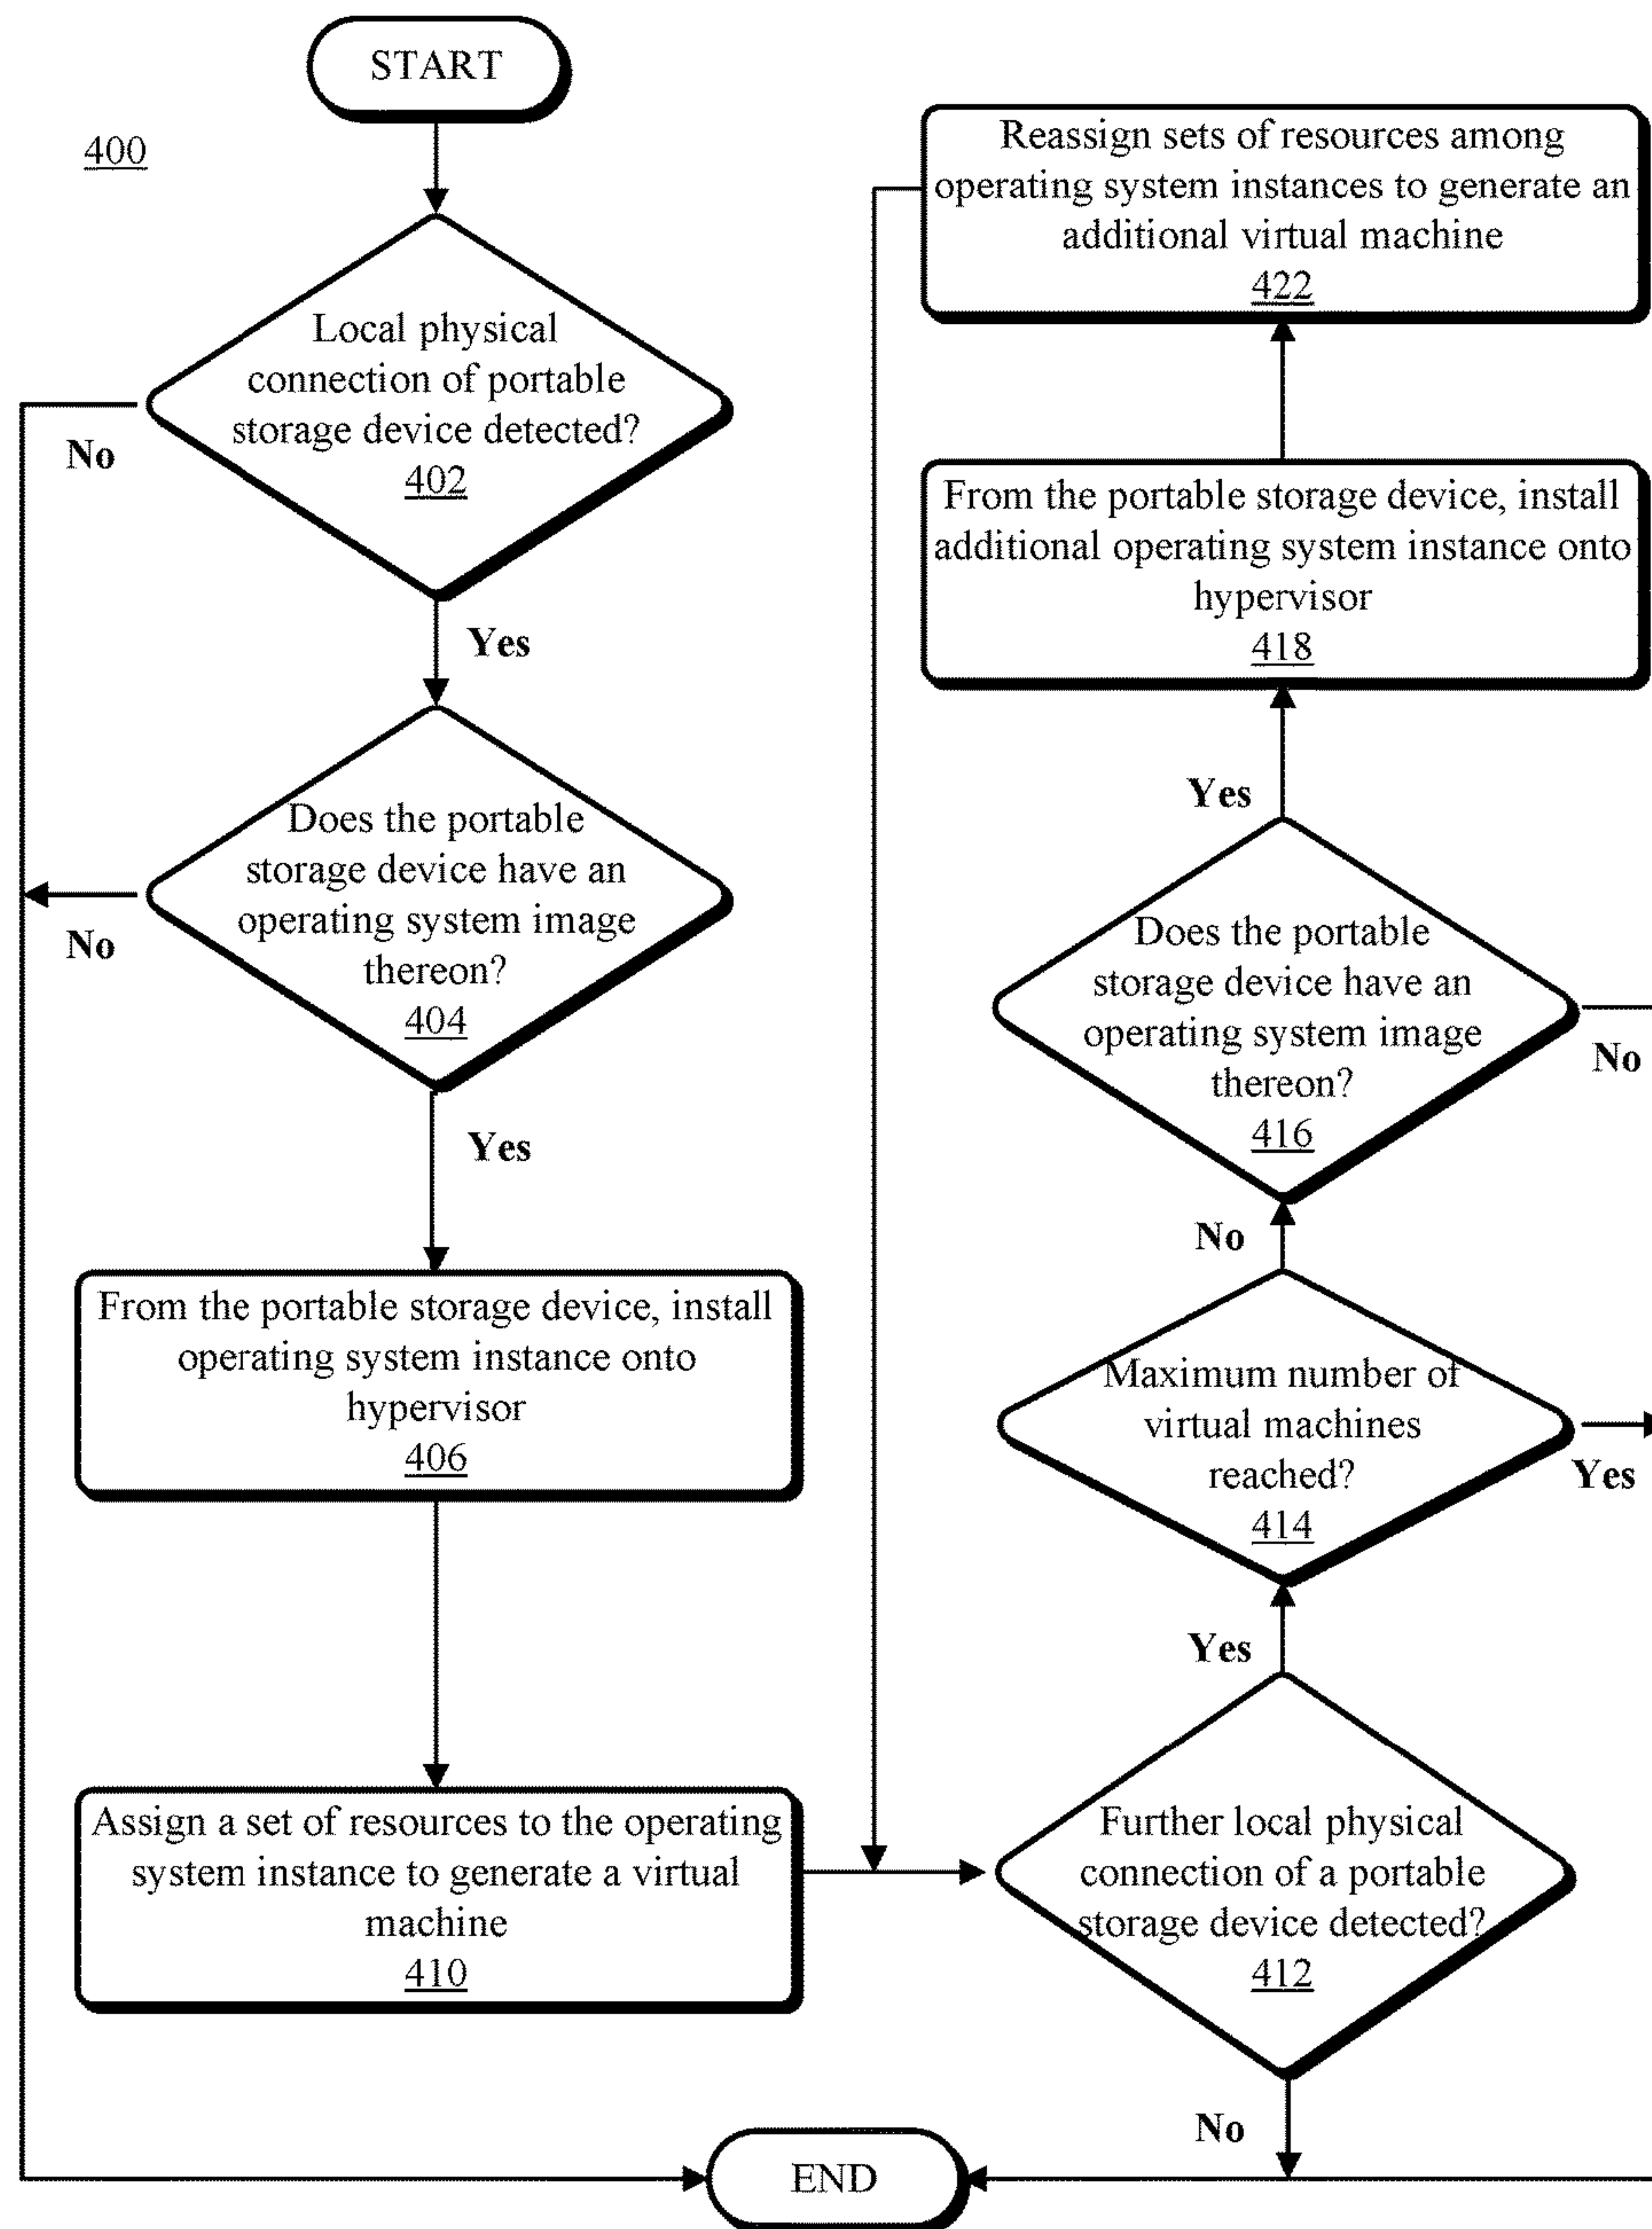 START
400
Local physical
connection of portable
storage device detected?
402
No
Yes
Does the portable
storage device have an
operating system image
thereon?
404
No
Yes
From the portable storage device, install
operating system instance onto
hypervisor
406
Assign a set of resources to the operating
system instance to generate a virtual
machine
410
Further local physical
connection of a portable
storage device detected?
412
No
Yes
Maximum number of
virtual machines
reached?
414
Yes
No
Does the portable
storage device have an
operating system image
thereon?
416
No
Yes
From the portable storage device, install
additional operating system instance onto
hypervisor
418
Reassign sets of resources among
operating system instances to generate an
additional virtual machine
422
END